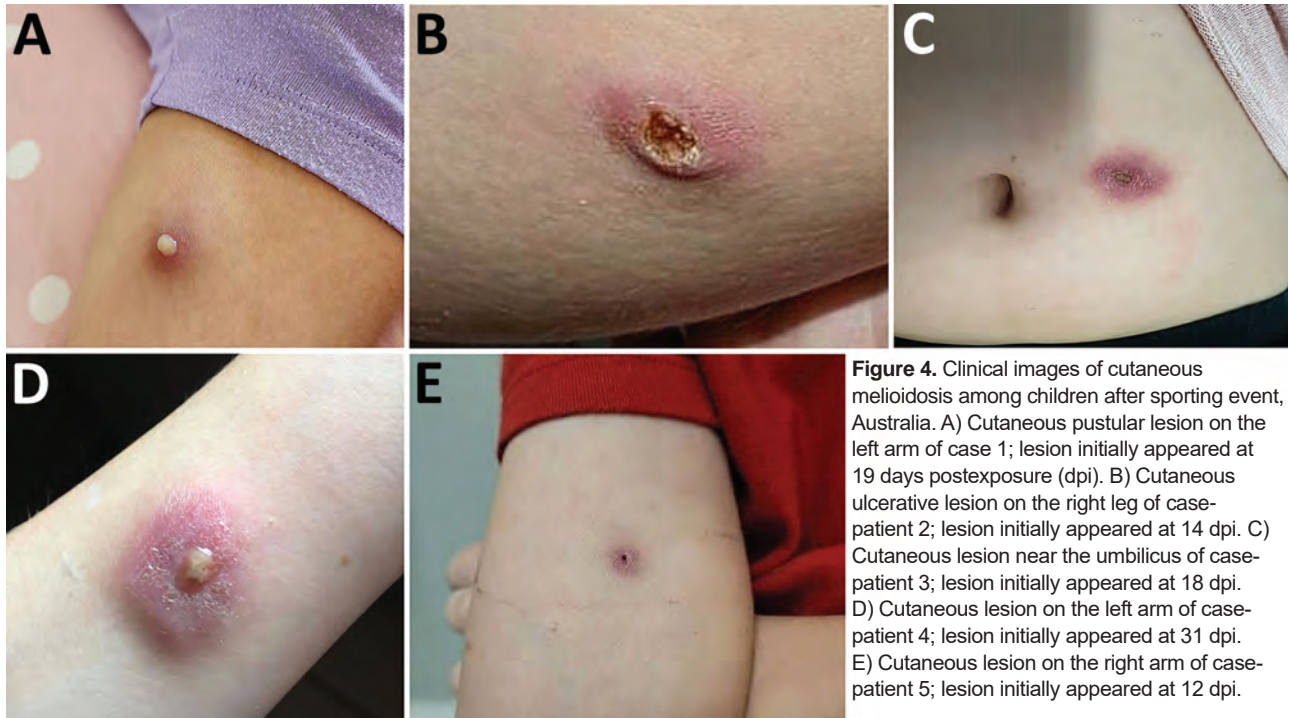 A
B
C
D
E
Figure 4. Clinical images of cutaneous
melioidosis among children after sporting event,
Australia. A) Cutaneous pustular lesion on the
left arm of case 1; lesion initially appeared at
19 days postexposure (dpi). B) Cutaneous
ulcerative lesion on the right leg of case-
patient 2; lesion initially appeared at 14 dpi. C)
Cutaneous lesion near the umbilicus of case-
patient 3; lesion initially appeared at 18 dpi.
D) Cutaneous lesion on the left arm of case-
patient 4; lesion initially appeared at 31 dpi.
E) Cutaneous lesion on the right arm of case-
patient 5; lesion initially appeared at 12 dpi.